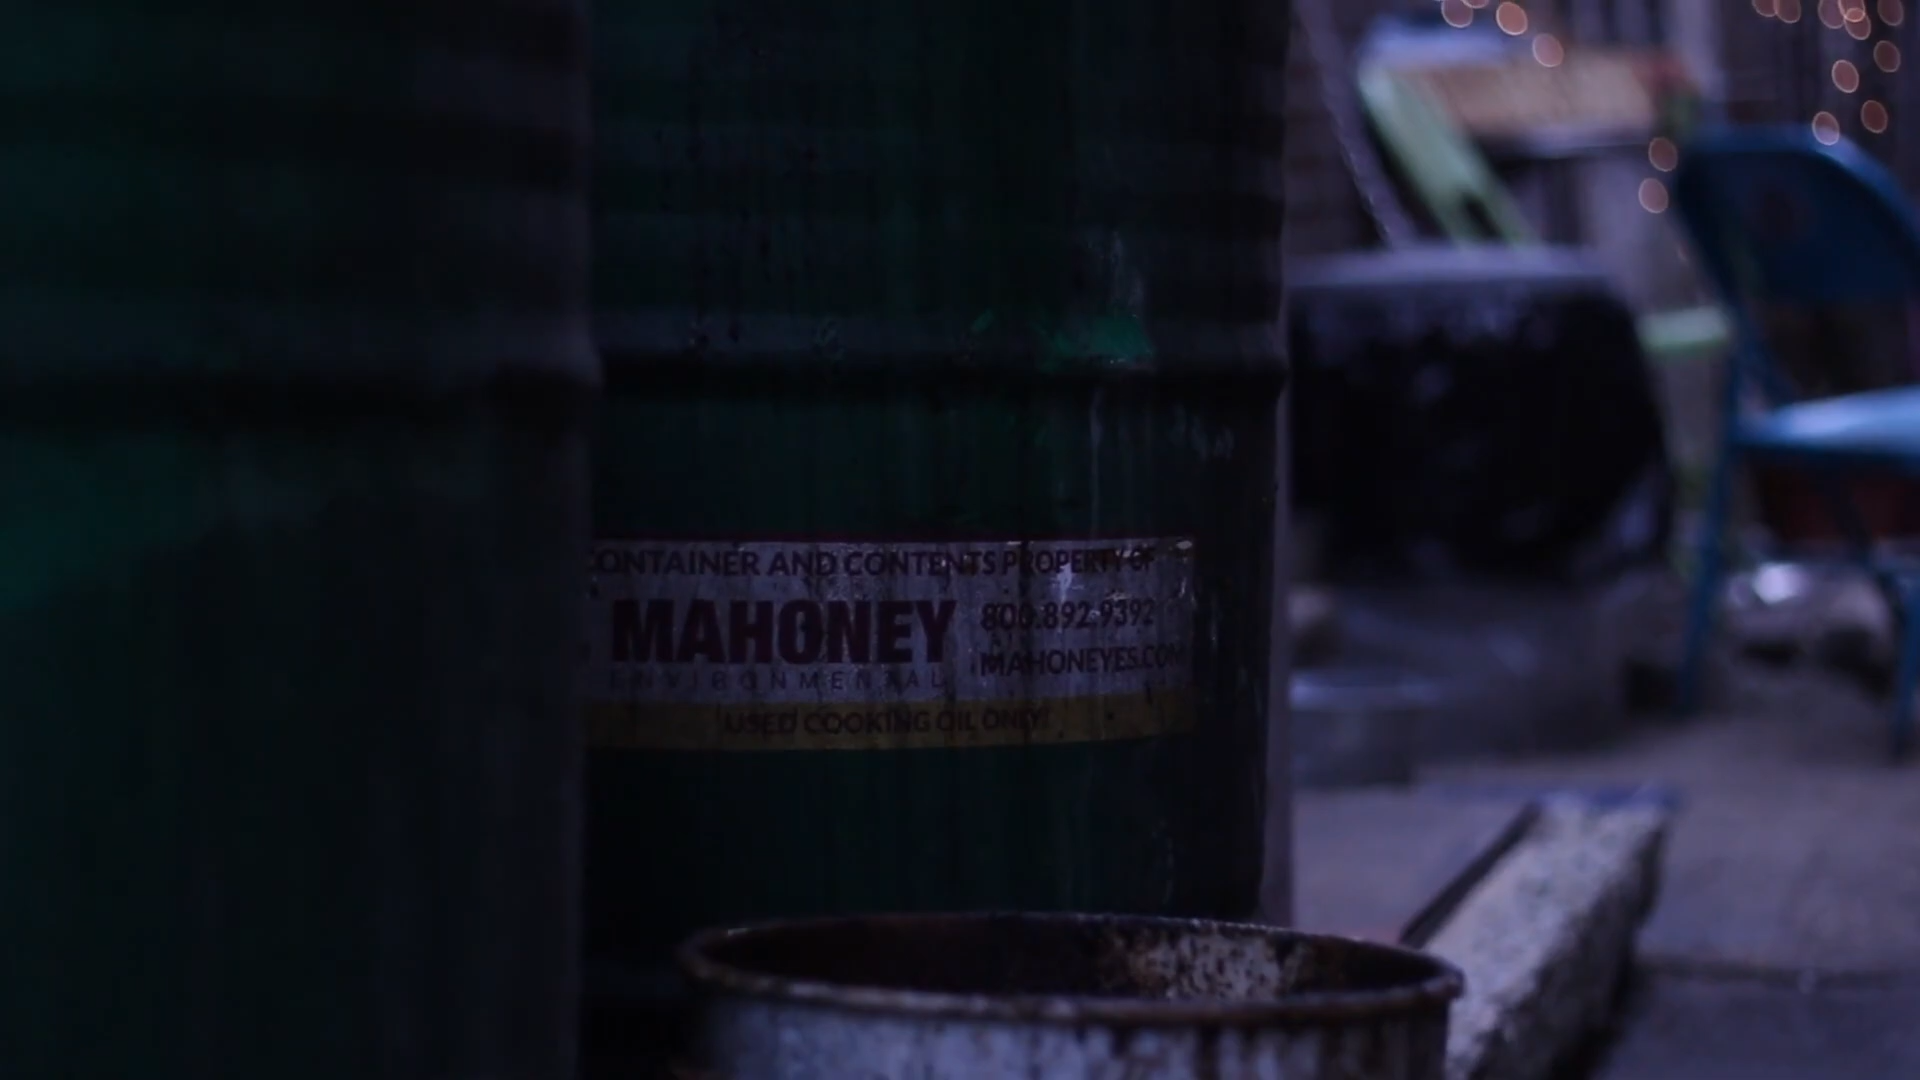 CONTAINER AND CONTENTS PROPERTY OF
MAHONEY
ENVIRONMENTAL
800.892.9392
MAHONEYES.COM
USED COOKING OIL ONLY!